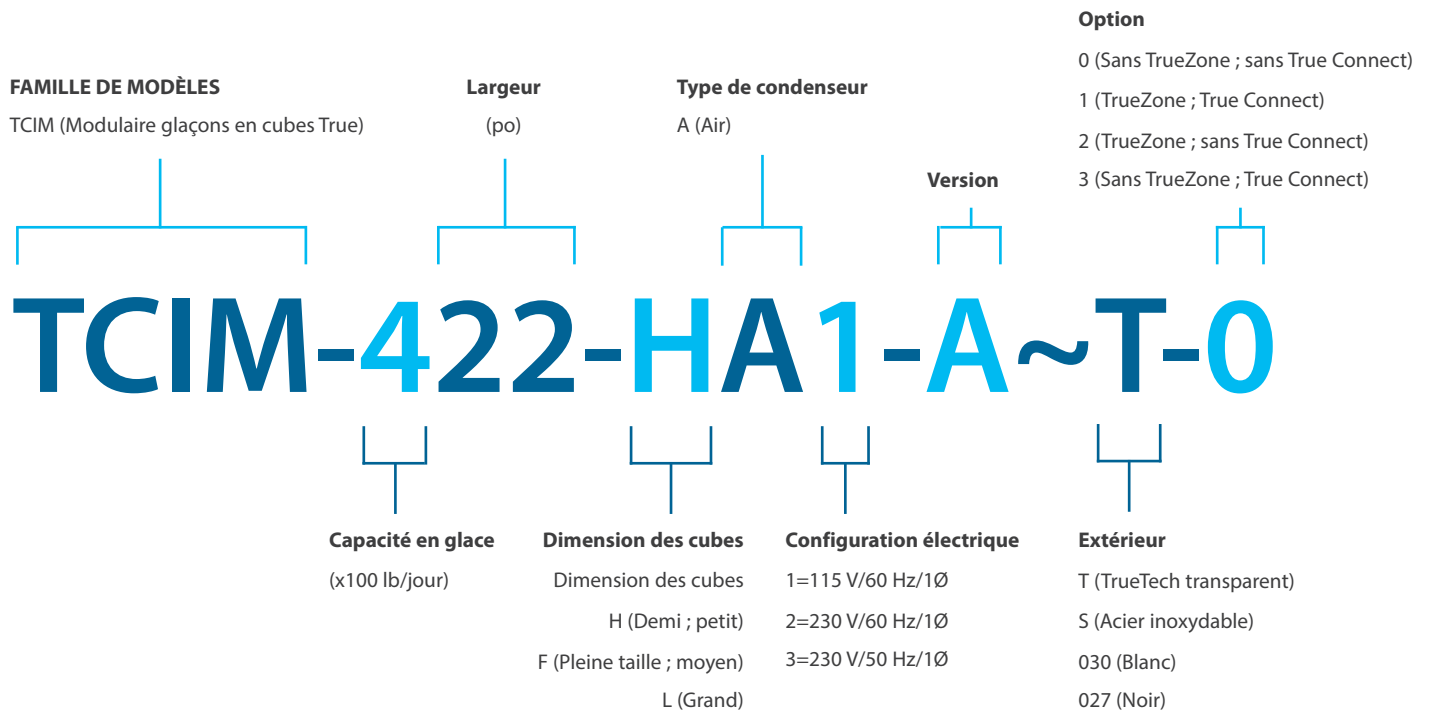 FAMILLE DE MODÈLES
TCIM (Modulaire glaçons en cubes True)
Largeur
(po)
Type de condenseur
A (Air)
Version
Option
0 (Sans TrueZone ; sans True Connect)
1 (TrueZone ; True Connect)
2 (TrueZone ; sans True Connect)
3 (Sans TrueZone ; True Connect)
TCIM-422-HA1-A~T-0
Capacité en glace
(x100 lb/jour)
Dimension des cubes
Dimension des cubes
H (Demi ; petit)
F (Pleine taille ; moyen)
L (Grand)
Configuration électrique
1=115 V/60 Hz/1Ø
2=230 V/60 Hz/1Ø
3=230 V/50 Hz/1Ø
Extérieur
T (TrueTech transparent)
S (Acier inoxydable)
030 (Blanc)
027 (Noir)